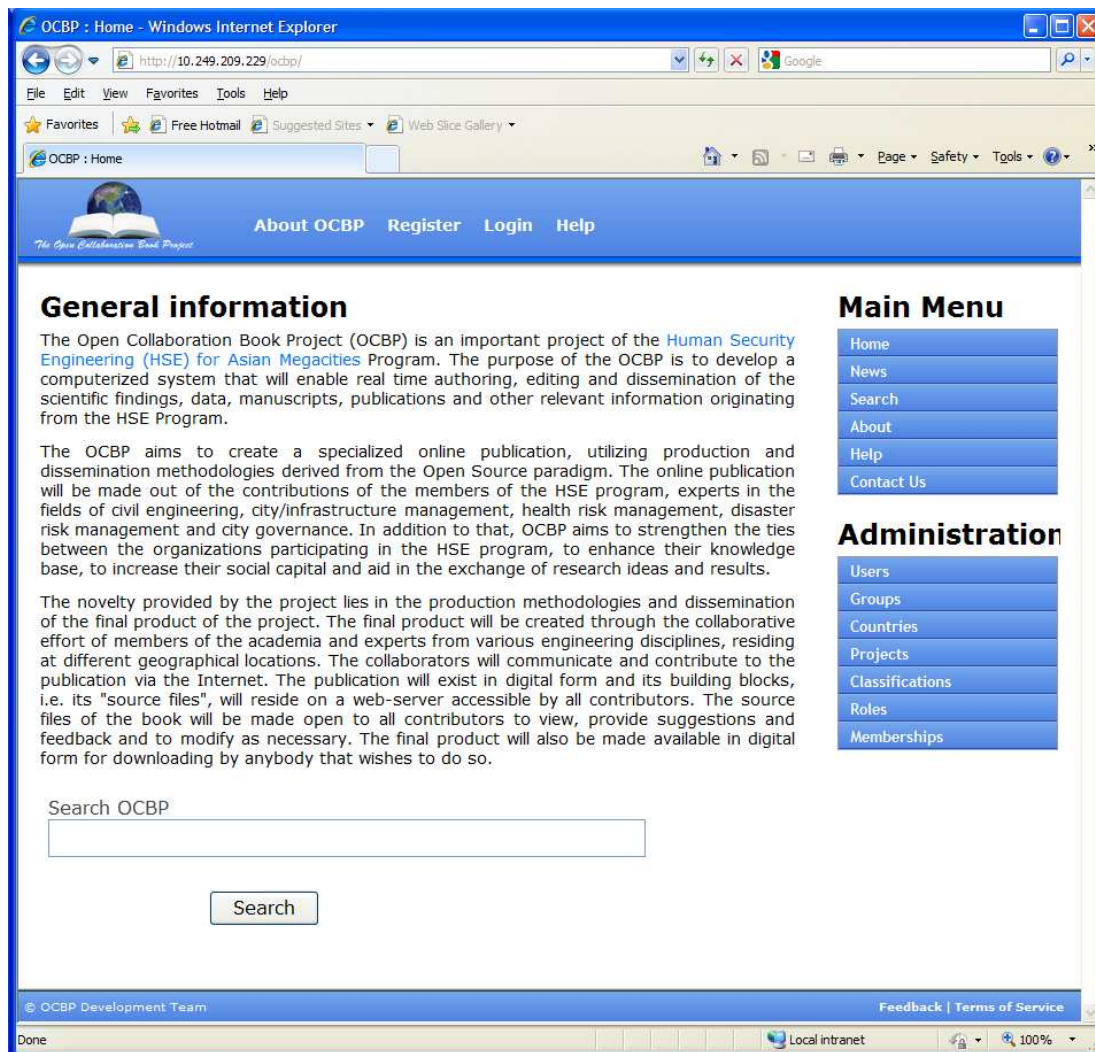 OCBP : Home - Windows Internet Explorer
http://10.249.209.229/ocbp/
Google
File Edit View Favorites Tools Help
Favorites Free Hotmail Suggested Sites Web Slice Gallery
OCBP : Home
Page Safety Tools »
The Open Collaboration Book Project
About OCBP Register Login Help
General information
The Open Collaboration Book Project (OCBP) is an important project of the Human Security
Engineering (HSE) for Asian Megacities Program. The purpose of the OCBP is to develop a
computerized system that will enable real time authoring, editing and dissemination of the
scientific findings, data, manuscripts, publications and other relevant information originating
from the HSE Program.
The OCBP aims to create a specialized online publication, utilizing production and
dissemination methodologies derived from the Open Source paradigm. The online publication
will be made out of the contributions of the members of the HSE program, experts in the
fields of civil engineering, city/infrastructure management, health risk management, disaster
risk management and city governance. In addition to that, OCBP aims to strengthen the ties
between the organizations participating in the HSE program, to enhance their knowledge
base, to increase their social capital and aid in the exchange of research ideas and results.
The novelty provided by the project lies in the production methodologies and dissemination
of the final product of the project. The final product will be created through the collaborative
effort of members of the academia and experts from various engineering disciplines, residing
at different geographical locations. The collaborators will communicate and contribute to the
publication via the Internet. The publication will exist in digital form and its building blocks,
i.e. its "source files", will reside on a web-server accessible by all contributors. The source
files of the book will be made open to all contributors to view, provide suggestions and
feedback and to modify as necessary. The final product will also be made available in digital
form for downloading by anybody that wishes to do so.
Search OCBP
Search
Main Menu
Home
News
Search
About
Help
Contact Us
Administration
Users
Groups
Countries
Projects
Classifications
Roles
Memberships
© OCBP Development Team
Feedback | Terms of Service
Done
Local intranet
100%